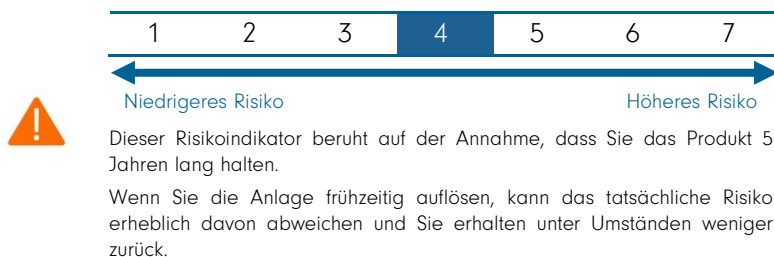 1 2 3 4 5 6 7
Niedrigeres Risiko Höheres Risiko
Dieser Risikoindikator beruht auf der Annahme, dass Sie das Produkt 5
Jahren lang halten.
Wenn Sie die Anlage frühzeitig auflösen, kann das tatsächliche Risiko
erheblich davon abweichen und Sie erhalten unter Umständen weniger
zurück.